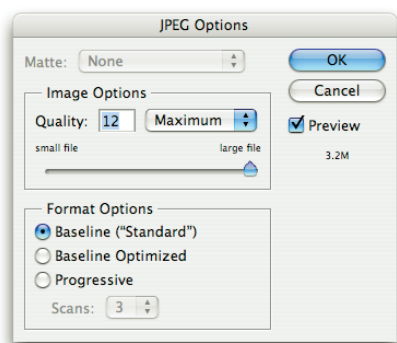 JPEG Options
Matte: None
OK
Image Options
Cancel
Quality: 12 Maximum
Preview
small file large file
3.2M
Format Options
Baseline (“Standard”)
Baseline Optimized
Progressive
Scans: 3